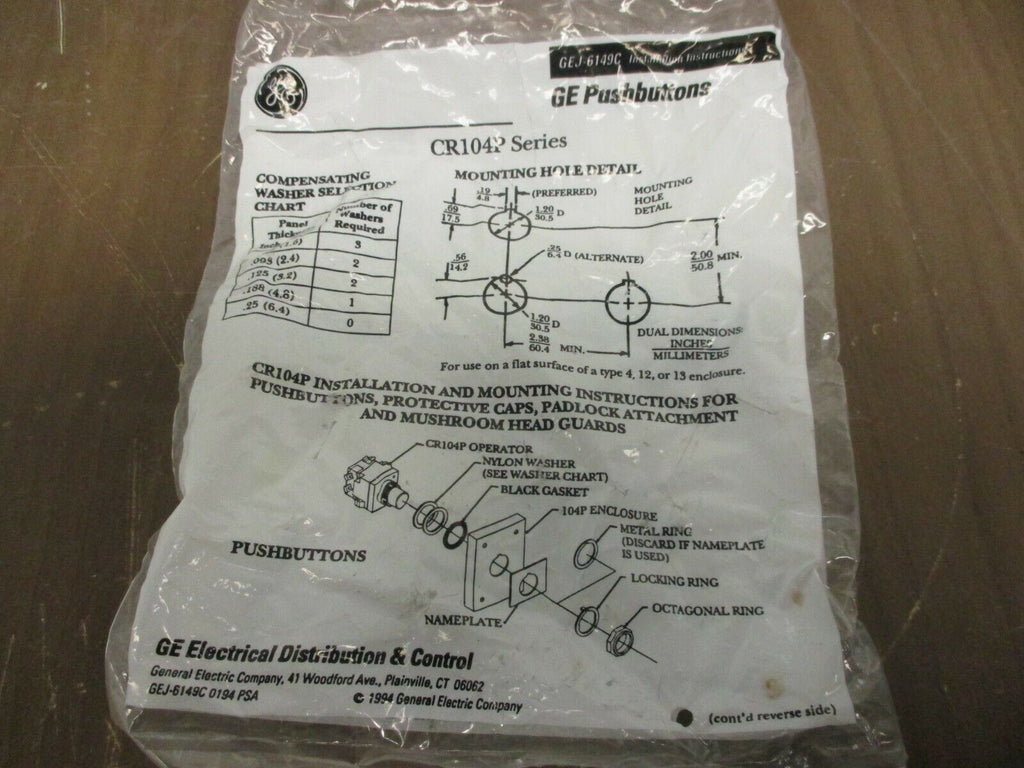 GEJ-6149C Installation Instructions
GE Pushbuttons
CR104P Series
COMPENSATING
WASHER SELECTION
CHART
Panel
Number of
Washers
Required
3
.093 (2.4) 2
.125 (3.2) 2
.188 (4.8) 1
.25 (6.4) 0
MOUNTING HOLE DETAIL
.19
4.8
(PREFERRED)
MOUNTING
HOLE
DETAIL
.69
17.5
1.20
30.5 D
.25
6.4 D (ALTERNATE)
.56
14.2
2.00
50.8 MIN.
1.20
30.5 D
2.38
60.4 MIN.
DUAL DIMENSIONS:
INCHES
MILLIMETERS
For use on a flat surface of a type 4, 12, or 13 enclosure.
CR104P INSTALLATION AND MOUNTING INSTRUCTIONS FOR
PUSHBUTTONS, PROTECTIVE CAPS, PADLOCK ATTACHMENT
AND MUSHROOM HEAD GUARDS
CR104P OPERATOR
NYLON WASHER
(SEE WASHER CHART)
BLACK GASKET
104P ENCLOSURE
METAL RING
(DISCARD IF NAMEPLATE
IS USED)
PUSHBUTTONS
LOCKING RING
OCTAGONAL RING
NAMEPLATE
GE Electrical Distribution & Control
General Electric Company, 41 Woodford Ave., Plainville, CT 06062
GEJ-6149C 0194 PSA © 1994 General Electric Company
(cont'd reverse side)